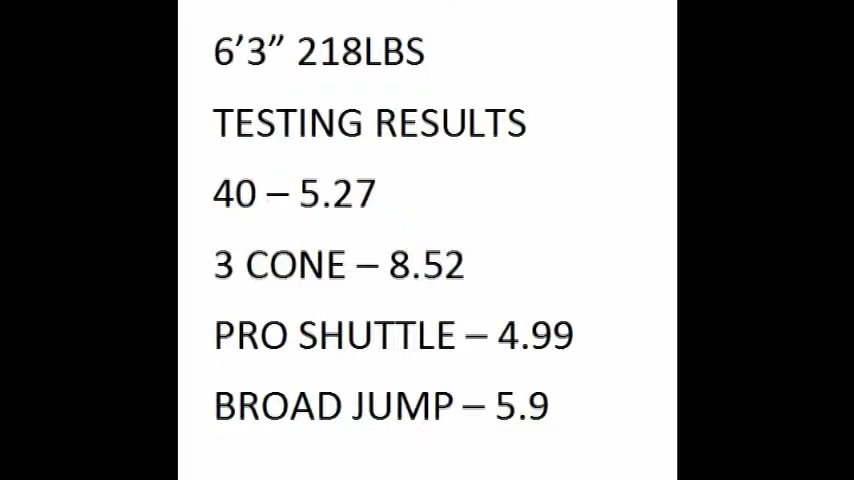 6’3” 218LBS
TESTING RESULTS
40 – 5.27
3 CONE – 8.52
PRO SHUTTLE – 4.99
BROAD JUMP – 5.9